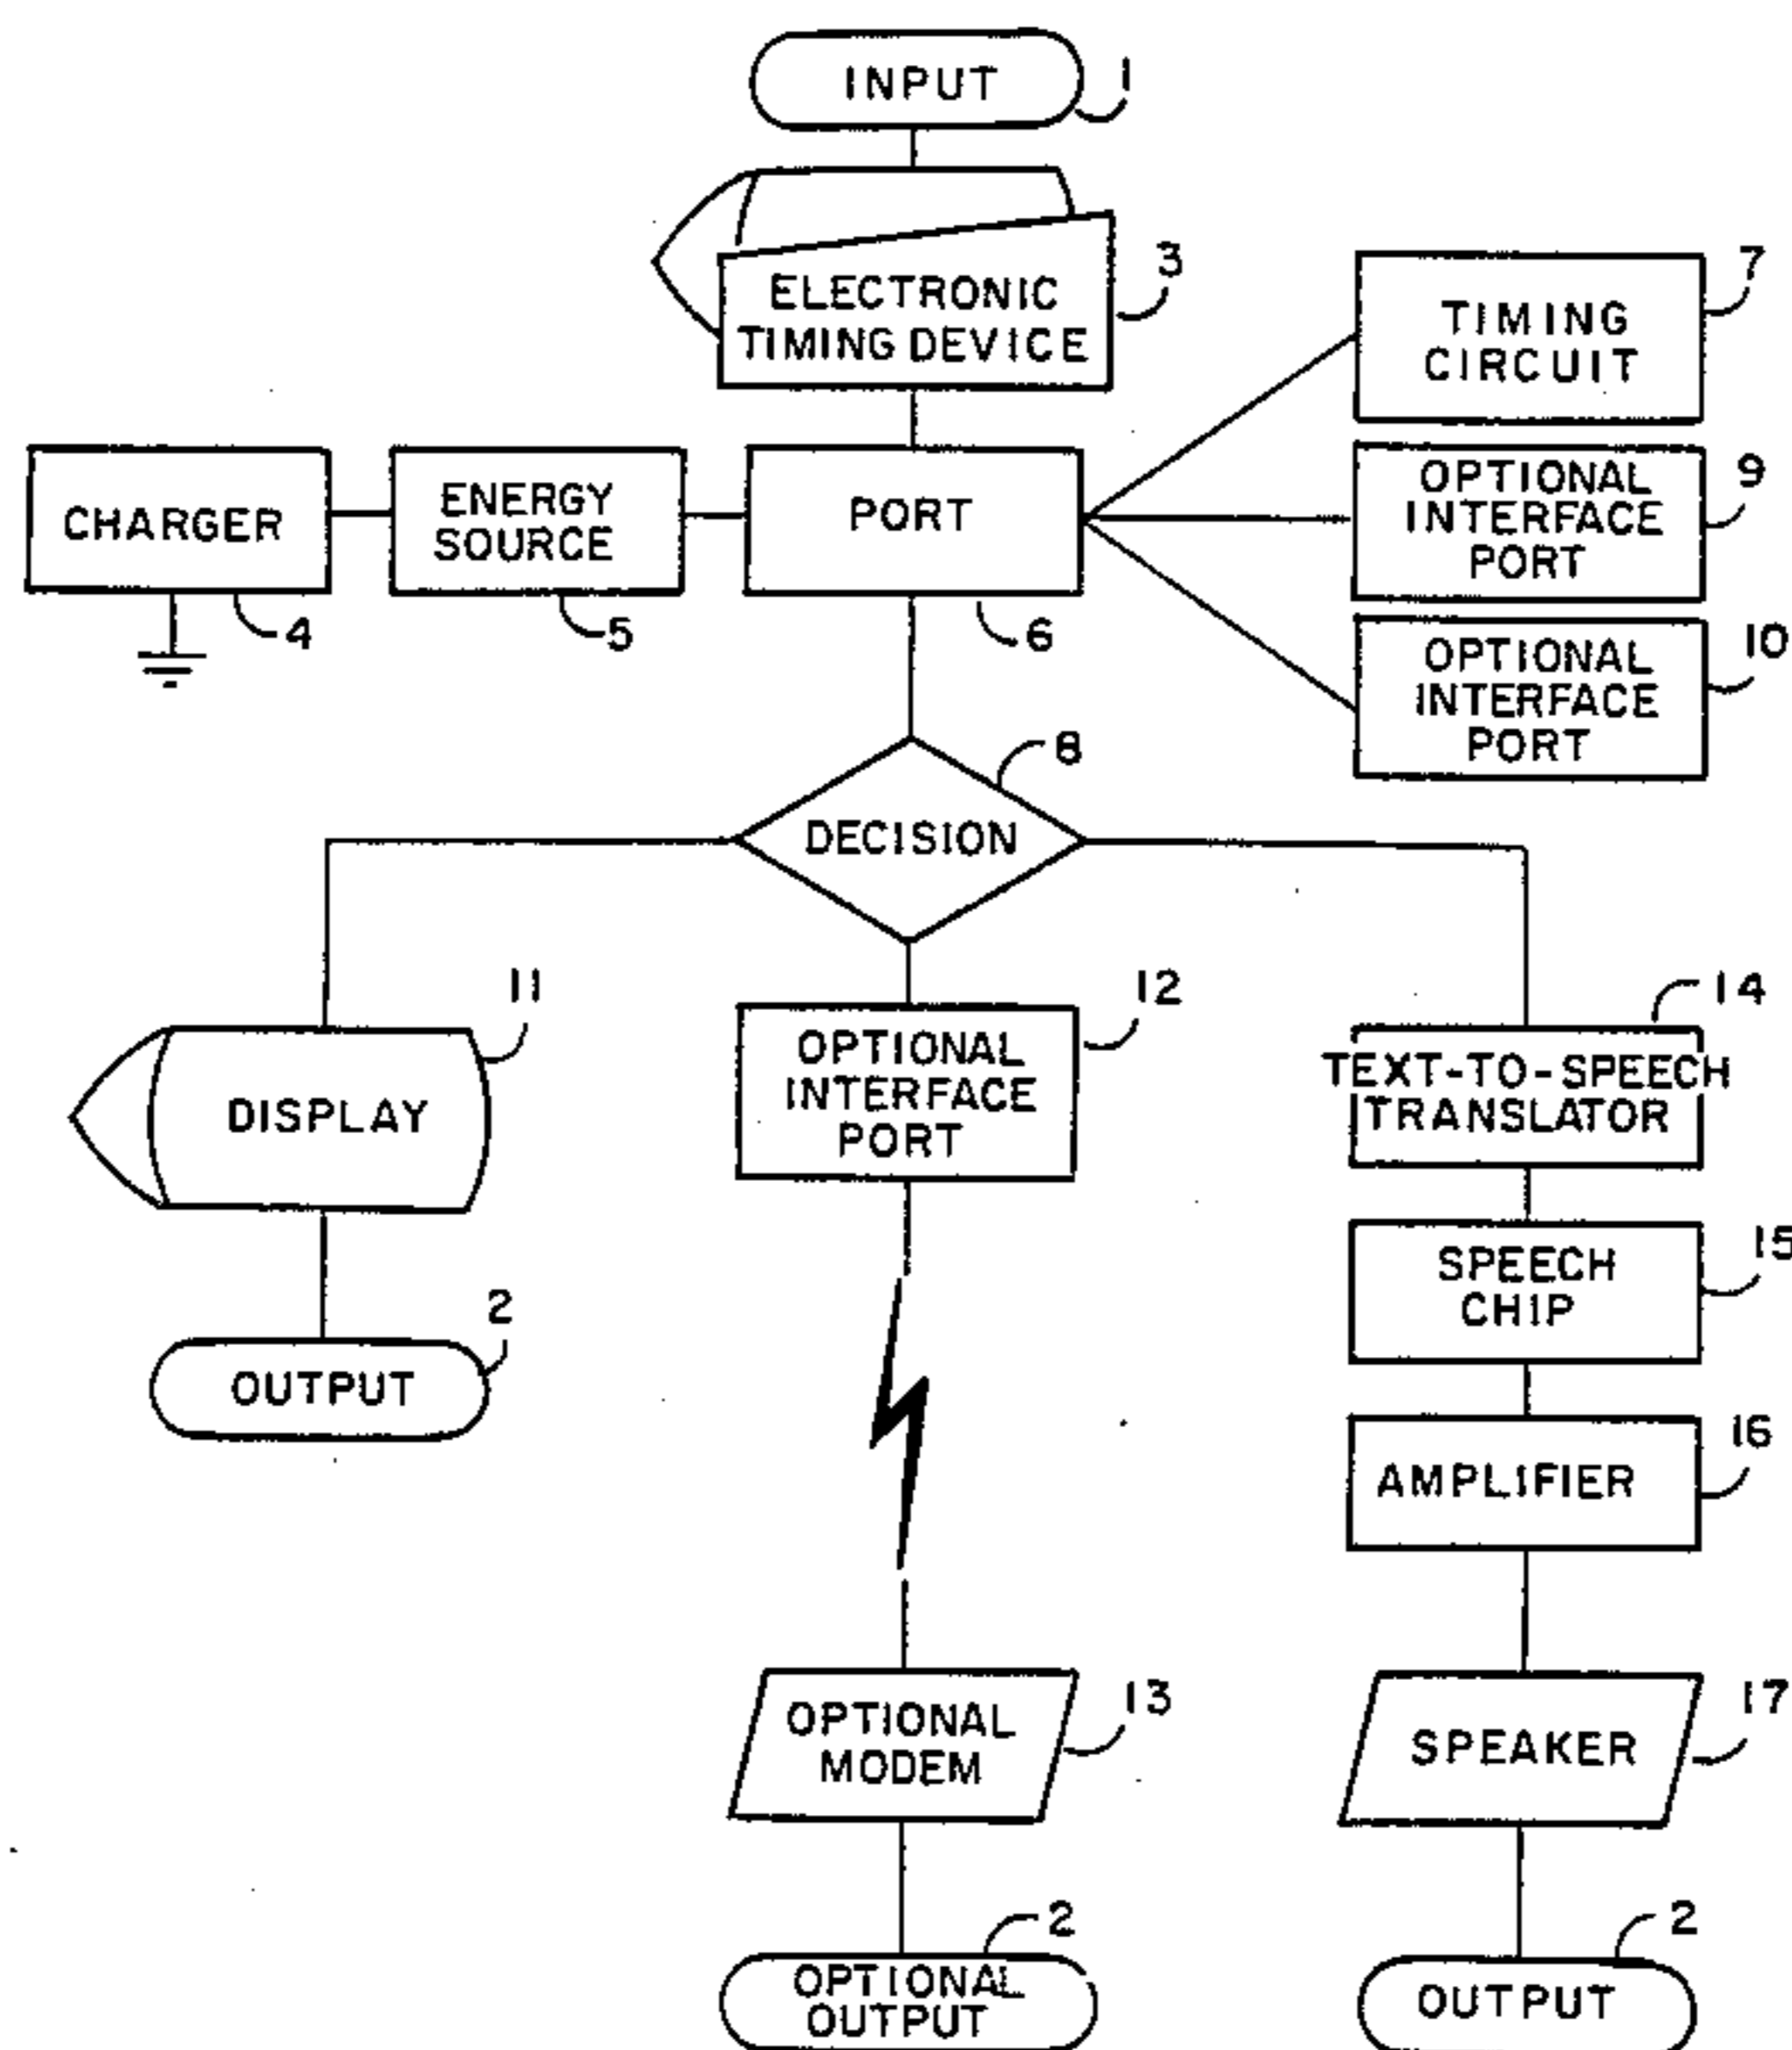 INPUT
1
ELECTRONIC
TIMING DEVICE
3
TIMING
CIRCUIT
7
CHARGER
4
ENERGY
SOURCE
5
PORT
6
OPTIONAL
INTERFACE
PORT
9
OPTIONAL
INTERFACE
PORT
10
DECISION
8
DISPLAY
11
OPTIONAL
INTERFACE
PORT
12
TEXT-TO-SPEECH
TRANSLATOR
14
SPEECH
CHIP
15
OUTPUT
2
AMPLIFIER
16
OPTIONAL
MODEM
13
SPEAKER
17
OPTIONAL
OUTPUT
2
OUTPUT
2